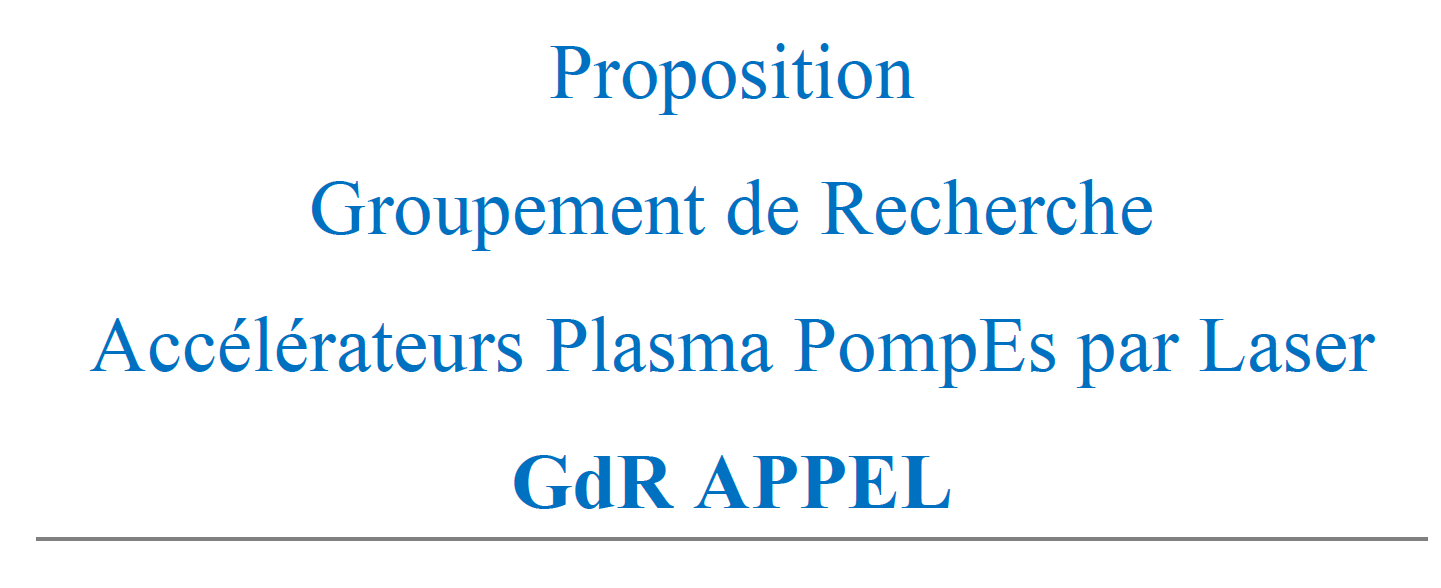 Proposition
Groupement de Recherche
Accélérateurs Plasma PompEs par Laser
GdR APPEL